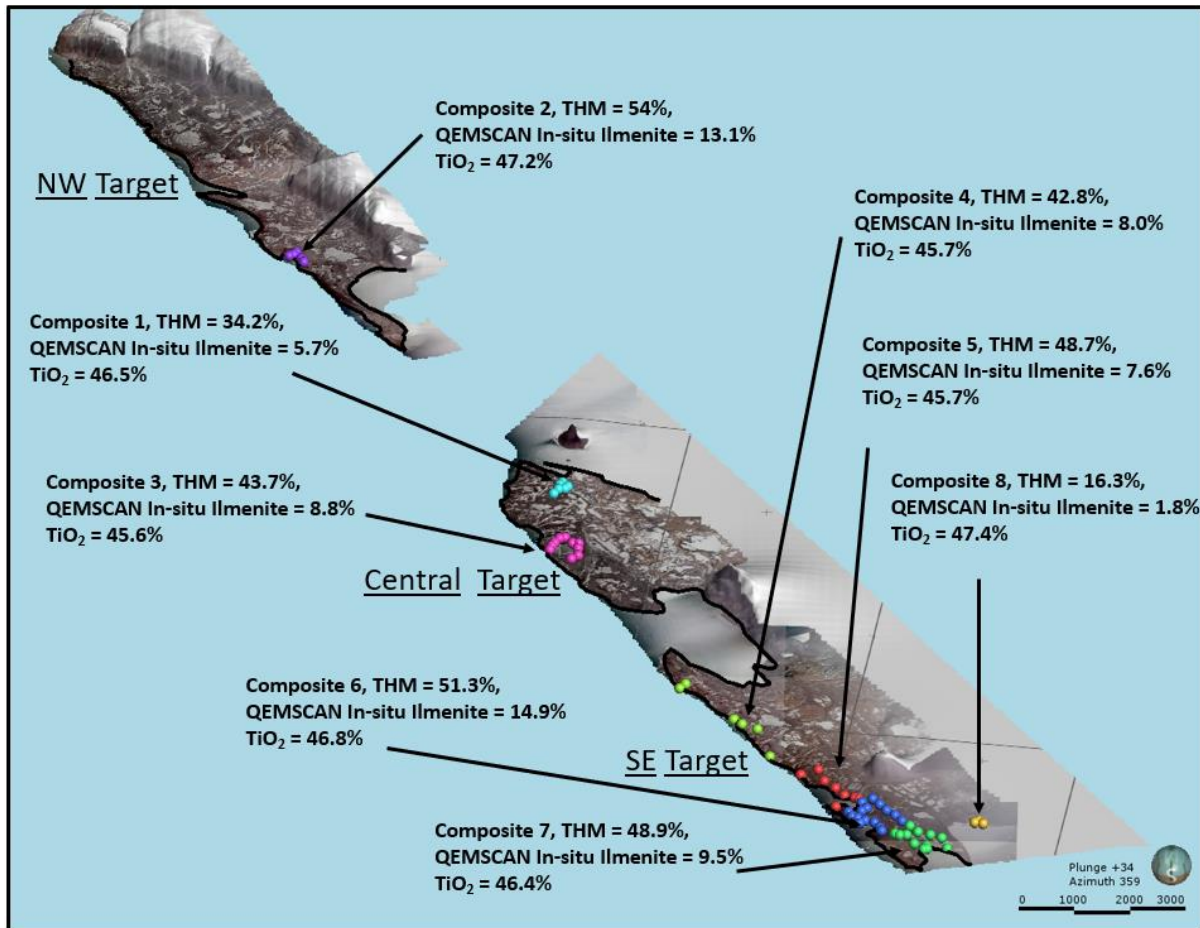 Composite 2, THM = 54%,
QEMSCAN In-situ Ilmenite = 13.1%
TiO₂ = 47.2%
NW Target
Composite 4, THM = 42.8%,
QEMSCAN In-situ Ilmenite = 8.0%
TiO₂ = 45.7%
Composite 1, THM = 34.2%,
QEMSCAN In-situ Ilmenite = 5.7%
TiO₂ = 46.5%
Composite 5, THM = 48.7%,
QEMSCAN In-situ Ilmenite = 7.6%
TiO₂ = 45.7%
Composite 3, THM = 43.7%,
QEMSCAN In-situ Ilmenite = 8.8%
TiO₂ = 45.6%
Composite 8, THM = 16.3%,
QEMSCAN In-situ Ilmenite = 1.8%
TiO₂ = 47.4%
Central Target
Composite 6, THM = 51.3%,
QEMSCAN In-situ Ilmenite = 14.9%
TiO₂ = 46.8%
SE Target
Composite 7, THM = 48.9%,
QEMSCAN In-situ Ilmenite = 9.5%
TiO₂ = 46.4%
Plunge +34
Azimuth 359
S
0 1000 2000 3000